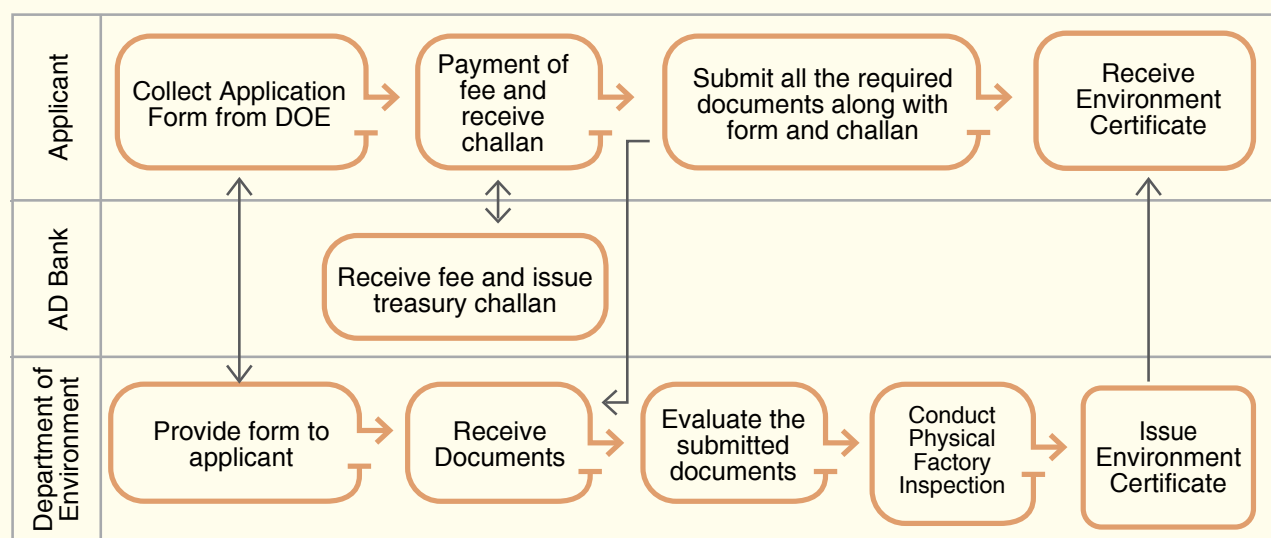 Applicant
Collect Application
Form from DOE
Payment of
fee and
receive
challan
Submit all the required
documents along with
form and challan
Receive
Environment
Certificate
AD Bank
Receive fee and issue
treasury challan
Department of
Environment
Provide form to
applicant
Receive
Documents
Evaluate the
submitted
documents
Conduct
Physical
Factory
Inspection
Issue
Environment
Certificate